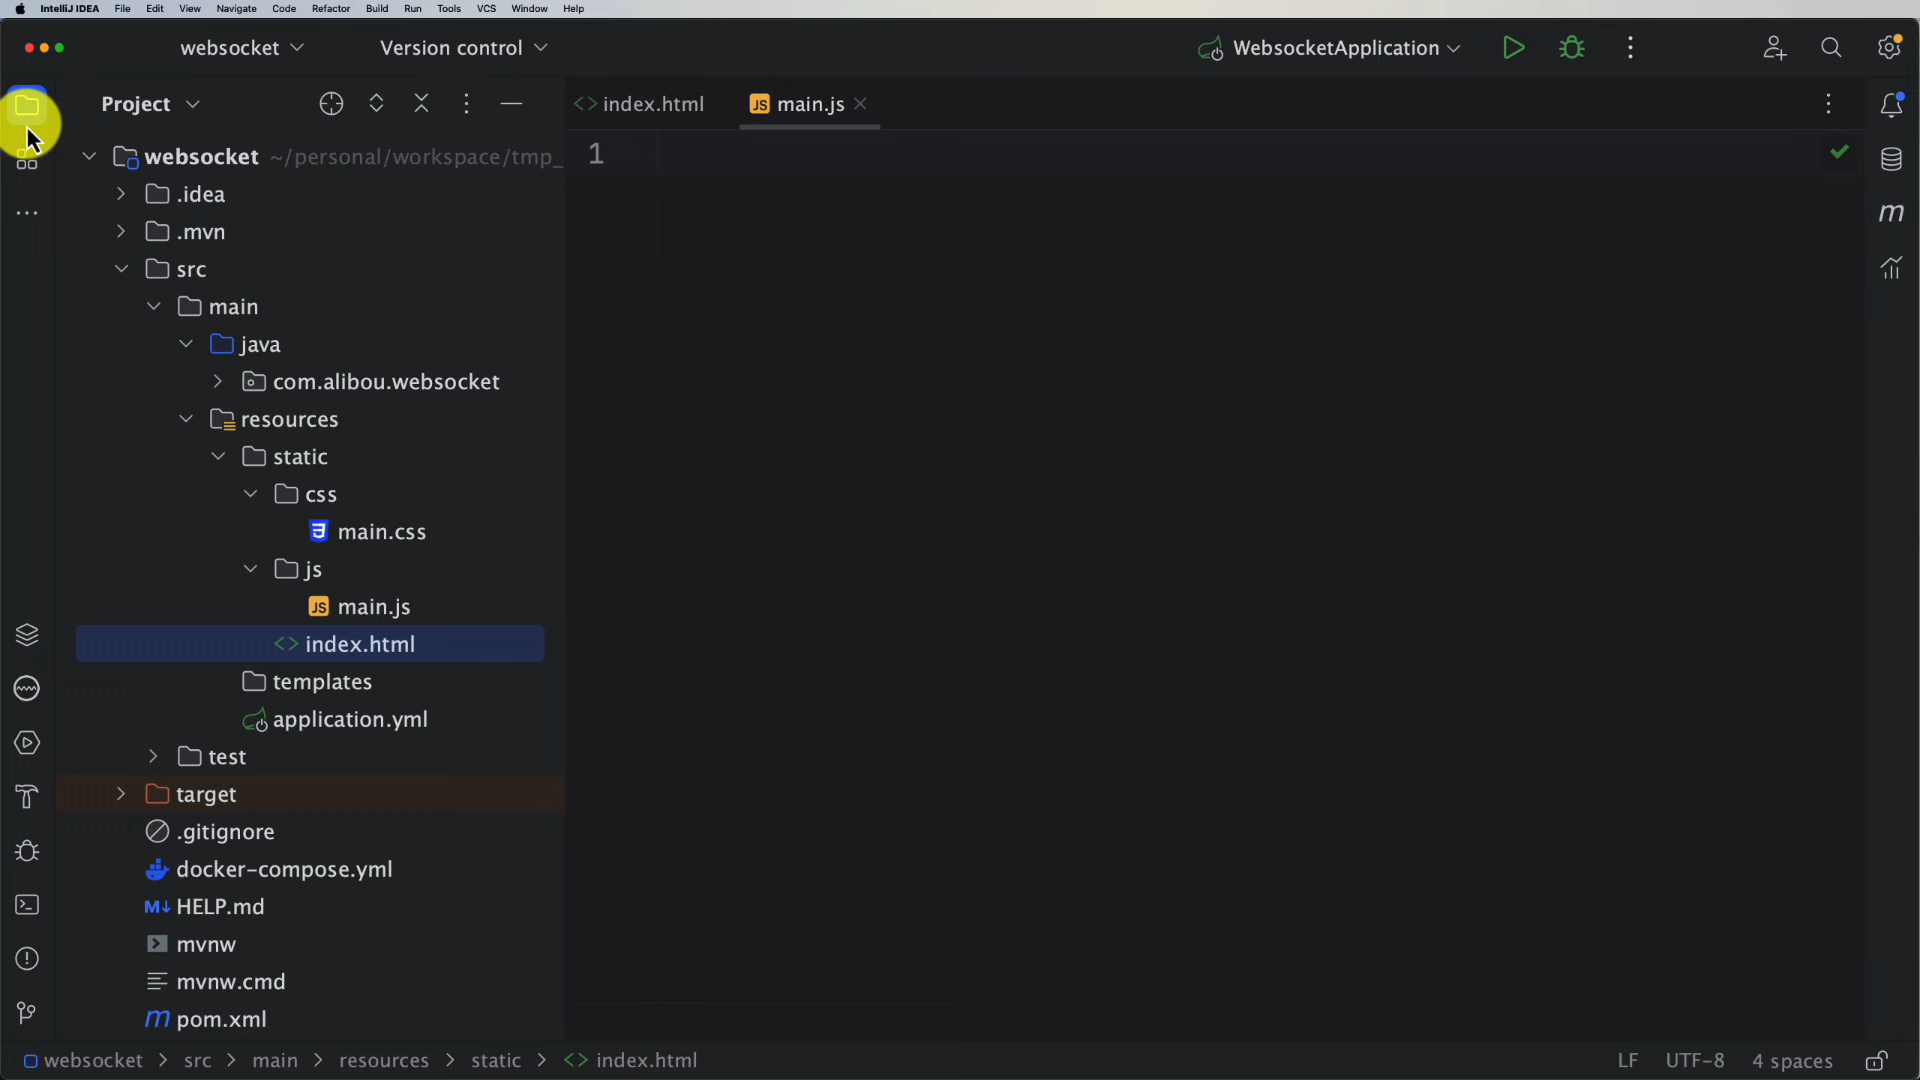 IntelliJ IDEA File Edit View Navigate Code Refactor Build Run Tools VCS Window Help
websocket Version control WebsocketApplication
Project
index.html
JS main.js
websocket ~/personal/workspace/tmp_
1
.idea
.mvn
src
main
java
com.alibou.websocket
resources
static
css
main.css
js
JS main.js
<> index.html
templates
application.yml
test
target
.gitignore
docker-compose.yml
M↓ HELP.md
mvnw
mvnw.cmd
m pom.xml
m
websocket > src > main > resources > static > <> index.html
LF UTF-8 4 spaces